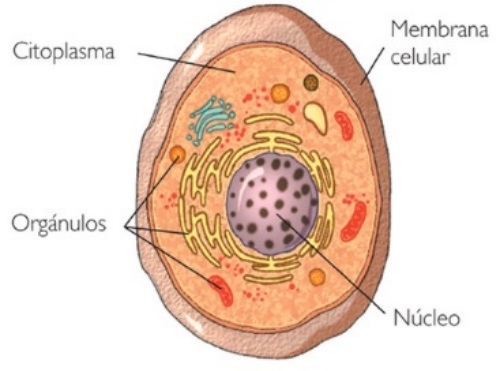 Citoplasma
Membrana
celular
Orgánulos
Núcleo